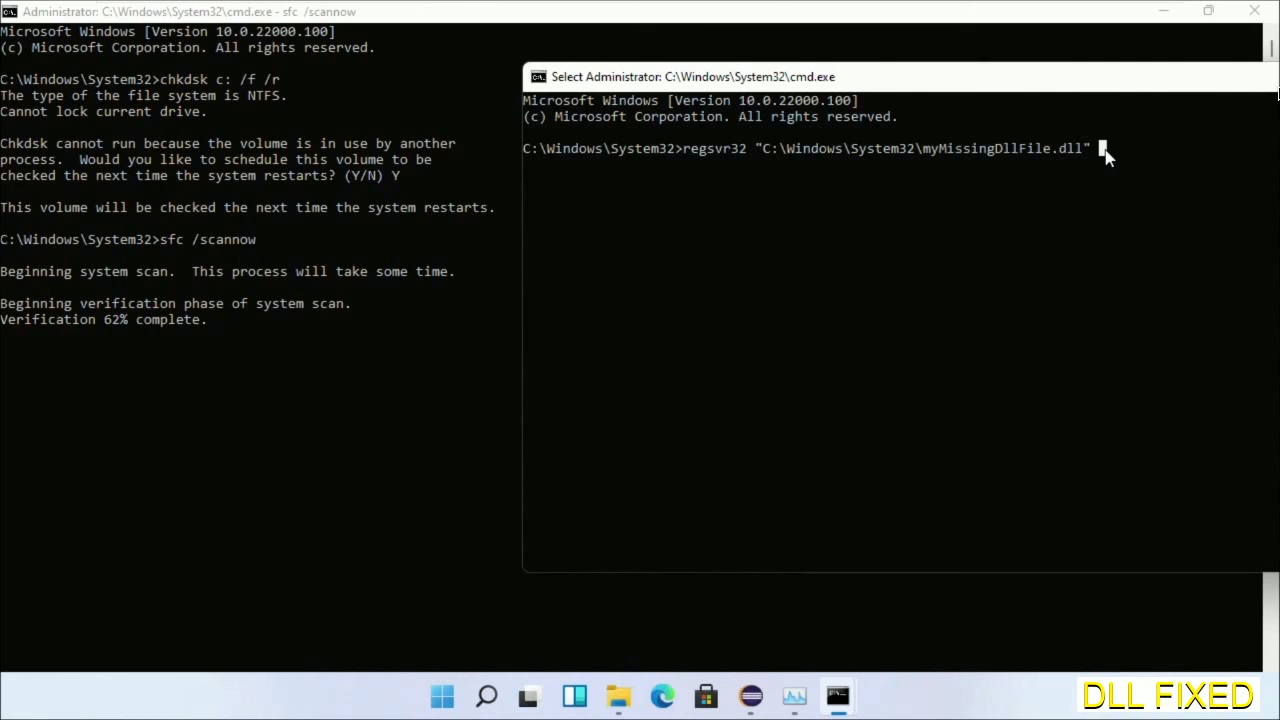 Administrator: C:\Windows\System32\cmd.exe - sfc /scannow
Microsoft Windows [Version 10.0.22000.100]
(c) Microsoft Corporation. All rights reserved.
C:\Windows\System32>chkdsk c: /f /r
The type of the file system is NTFS.
Cannot lock current drive.
Chkdsk cannot run because the volume is in use by another
process.  Would you like to schedule this volume to be
checked the next time the system restarts? (Y/N) Y
This volume will be checked the next time the system restarts.
C:\Windows\System32>sfc /scannow
Beginning system scan.  This process will take some time.
Beginning verification phase of system scan.
Verification 62% complete.
Select Administrator: C:\Windows\System32\cmd.exe
Microsoft Windows [Version 10.0.22000.100]
(c) Microsoft Corporation. All rights reserved.
C:\Windows\System32>regsvr32 "C:\Windows\System32\myMissingDllFile.dll"
DLL FIXED